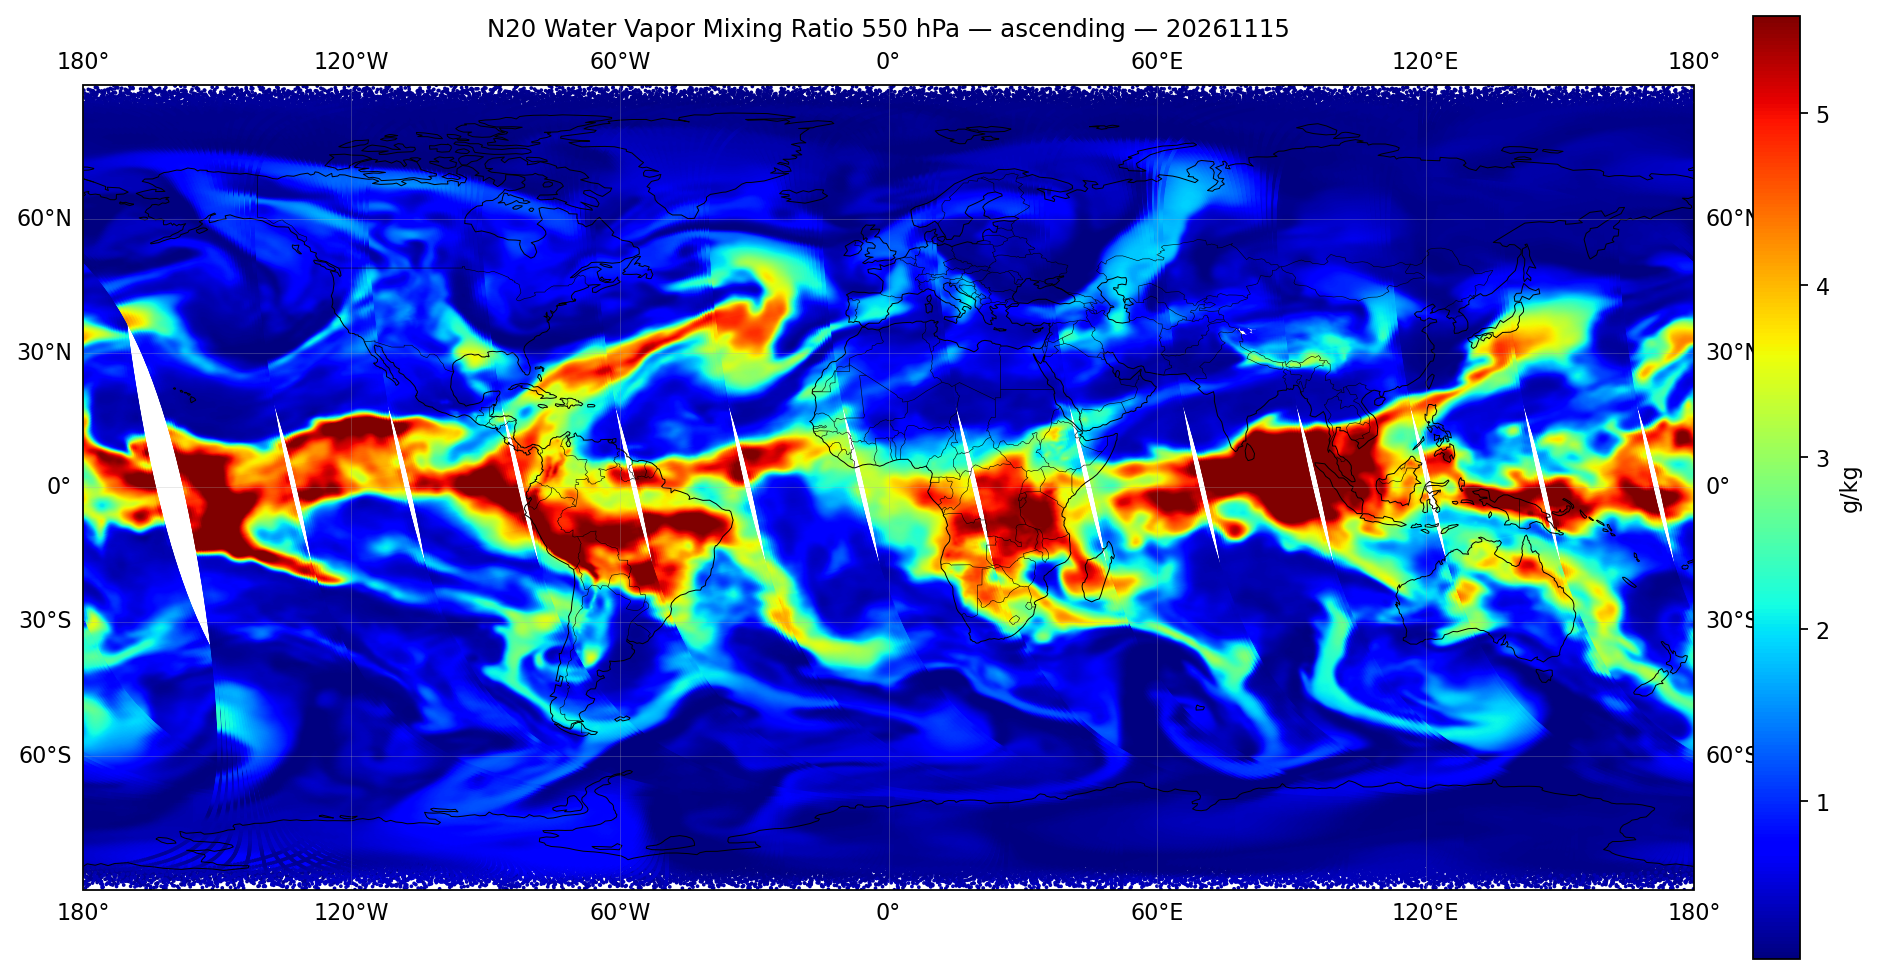 N20 Water Vapor Mixing Ratio 550 hPa — ascending — 20261115
180° 120°W 60°W 0° 60°E 120°E 180°
60°N 60°N
30°N 30°N
0° 0°
30°S 30°S
60°S 60°S
180° 120°W 60°W 0° 60°E 120°E 180°
5
4
3
2
1
g/kg